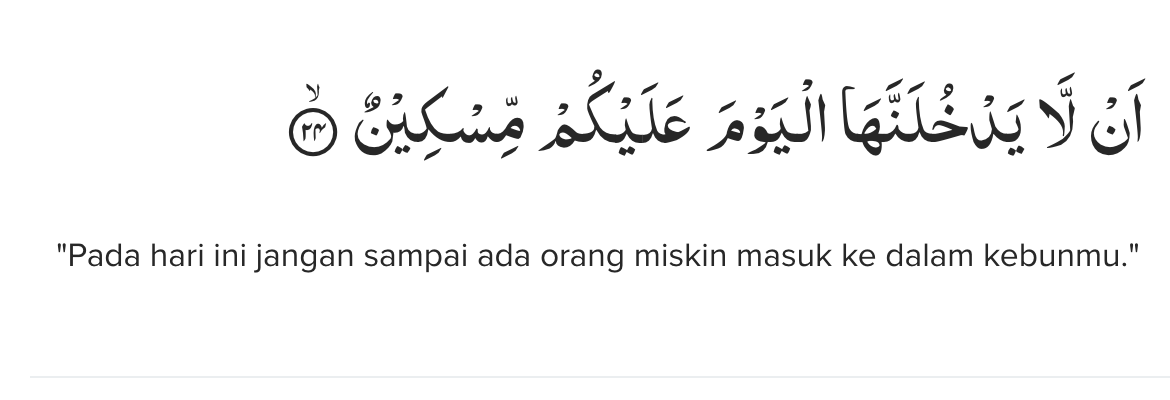 اَنْ لَّا يَدْخُلَنَّهَا الْيَوْمَ عَلَيْكُمْ مِّسْكِيْنٌۙ ۝٢٤
"Pada hari ini jangan sampai ada orang miskin masuk ke dalam kebunmu."